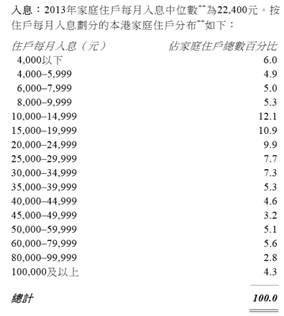 入息：2013年家庭住戶每月入息中位數**為22,400元。按
住戶每月入息劃分的本港家庭住戶分布**如下：
住戶每月入息（元） 佔家庭住戶總數百分比
4,000以下 6.0
4,000–5,999 4.9
6,000–7,999 5.0
8,000–9,999 5.3
10,000–14,999 12.1
15,000–19,999 10.9
20,000–24,999 9.9
25,000–29,999 7.7
30,000–34,999 7.3
35,000–39,999 5.3
40,000–44,999 4.6
45,000–49,999 3.2
50,000–59,999 5.1
60,000–79,999 5.6
80,000–99,999 2.8
100,000及以上 4.3
總計 100.0